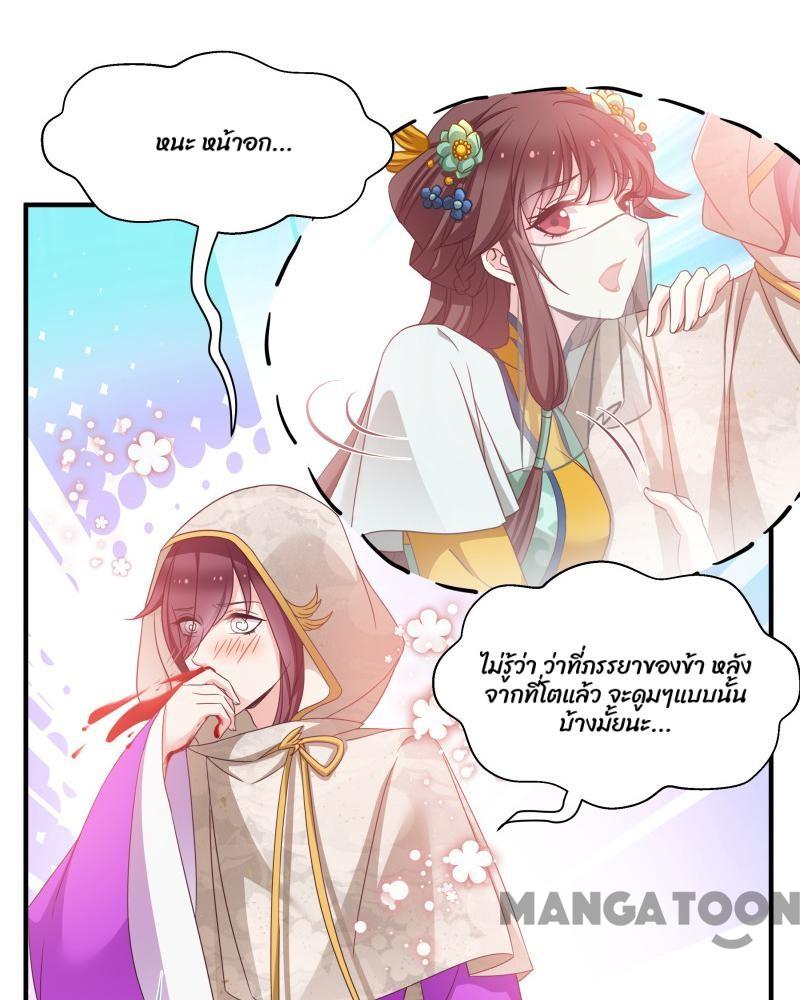 หนะ หน้าอก...
ไม่รู้ว่า ว่าที่ภรรยาของข้า หลัง
จากที่โตแล้ว จะดูมๆแบบนั้น
บ้างมั้ยนะ...
MANGATOON